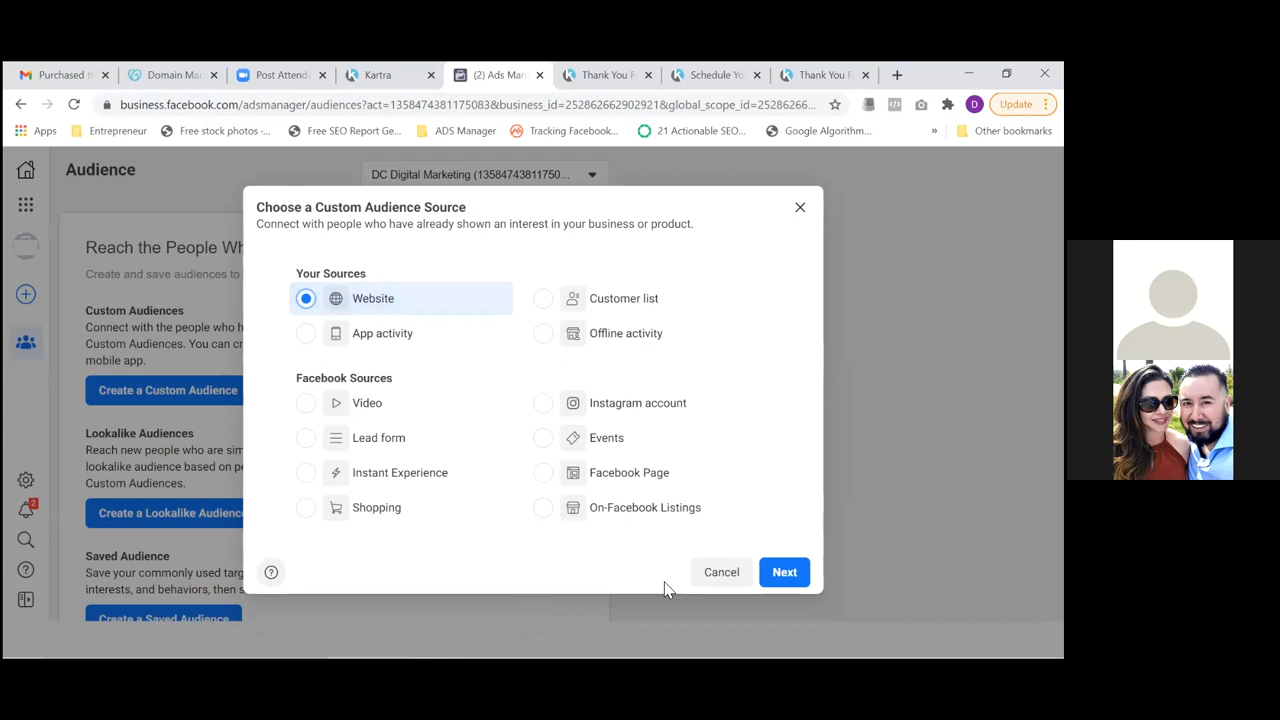 Purchased t
Domain Ma
Post Attend
Kartra
(2) Ads Man
Thank You F
Schedule Yo
Thank You F
business.facebook.com/adsmanager/audiences?act=1358474381175083&business_id=252862662902921&global_scope_id=25286266...
D
Update
Apps
Entrepreneur
Free stock photos -...
Free SEO Report Ge...
ADS Manager
Tracking Facebook...
21 Actionable SEO...
Google Algorithm...
»
Other bookmarks
Audience
DC Digital Marketing (13584743811750...
Choose a Custom Audience Source
Connect with people who have already shown an interest in your business or product.
Reach the People Wh
Create and save audiences to
Your Sources
Website
Customer list
App activity
Offline activity
Custom Audiences
Connect with the people who h
Custom Audiences. You can cr
mobile app.
Create a Custom Audience
Facebook Sources
Video
Instagram account
Lead form
Events
Instant Experience
Facebook Page
Shopping
On-Facebook Listings
Lookalike Audiences
Reach new people who are sim
lookalike audience based on pe
Custom Audiences.
Create a Lookalike Audience
2
Saved Audience
Save your commonly used targ
interests, and behaviors, then s
Create a Saved Audience
Cancel
Next